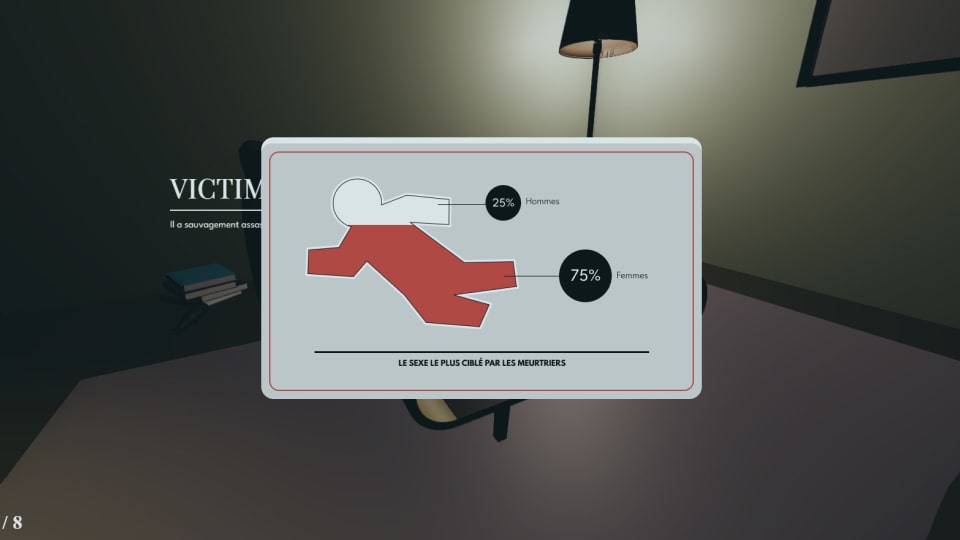 VICTIM
Il a sauvagement assas
25% Hommes
75% Femmes
LE SEXE LE PLUS CIBLÉ PAR LES MEURTRIERS
/ 8